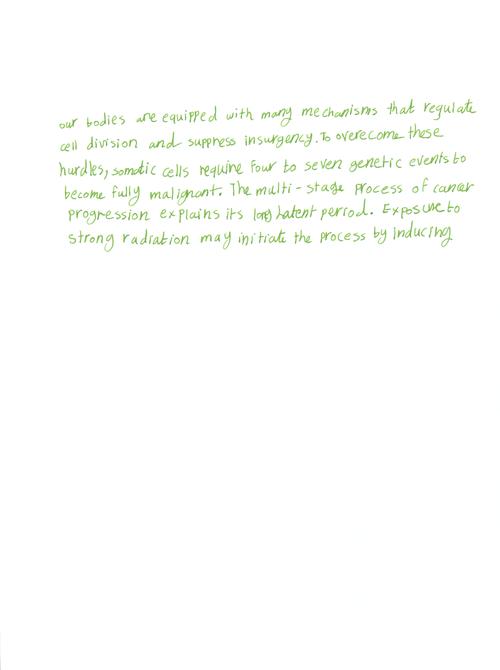 our bodies are equipped with many mechanisms that regulate
cell division and suppress insurgency. To overcome these
hurdles, somatic cells require Four to seven genetic events to
become fully malignant. The multi-stage process of cancer
progression explains its long latent period. Exposure to
strong radiation may initiate the process by inducing